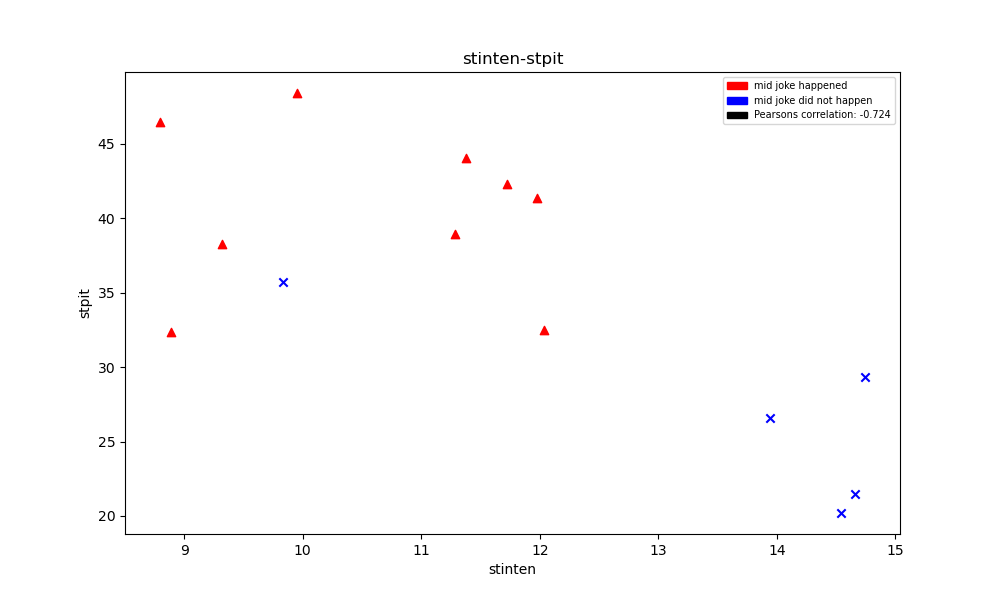 stinten-stpit
mid joke happened
mid joke did not happen
Pearsons correlation: -0.724
45
40
35
30
25
20
stpit
9 10 11 12 13 14 15
stinten